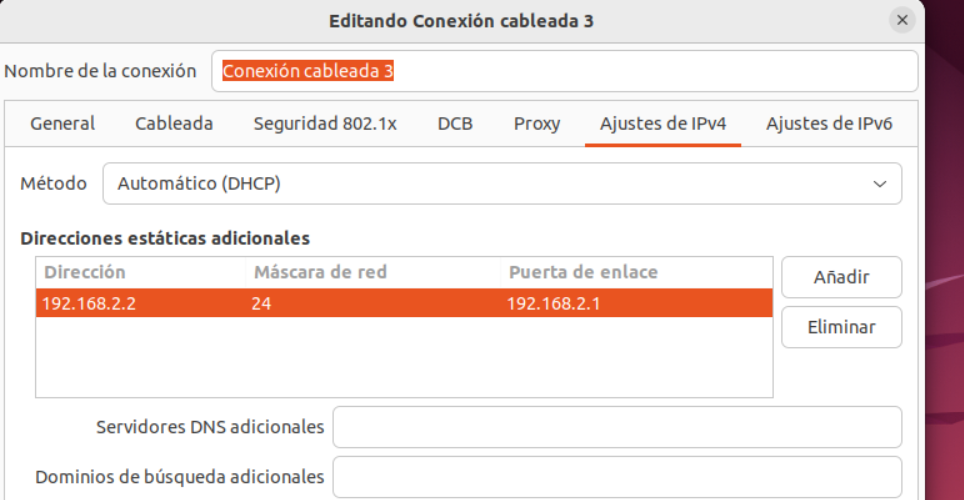 Editando Conexión cableada 3
Nombre de la conexión Conexión cableada 3
General Cableada Seguridad 802.1x DCB Proxy Ajustes de IPv4 Ajustes de IPv6
Método Automático (DHCP)
Direcciones estáticas adicionales
Dirección Máscara de red Puerta de enlace
Añadir
192.168.2.2 24 192.168.2.1
Eliminar
Servidores DNS adicionales
Dominios de búsqueda adicionales